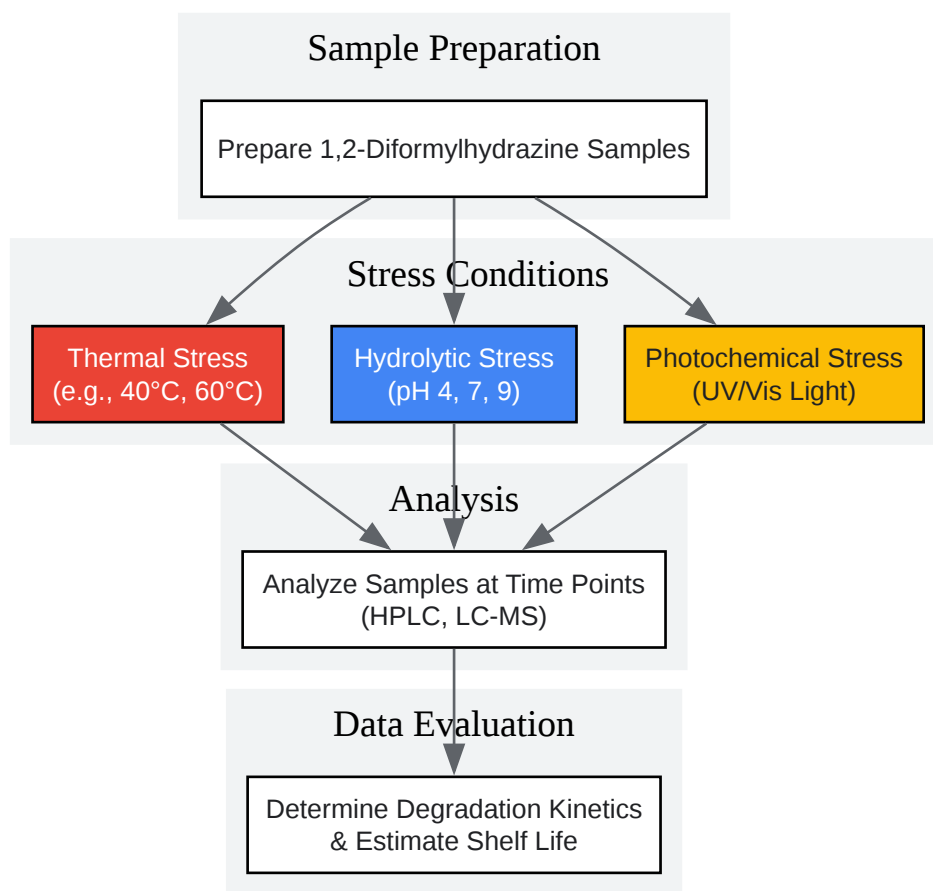 Sample Preparation
Prepare 1,2-Diformylhydrazine Samples
Stress Conditions
Thermal Stress
(e.g., 40°C, 60°C)
Hydrolytic Stress
(pH 4, 7, 9)
Photochemical Stress
(UV/Vis Light)
Analysis
Analyze Samples at Time Points
(HPLC, LC-MS)
Data Evaluation
Determine Degradation Kinetics
& Estimate Shelf Life